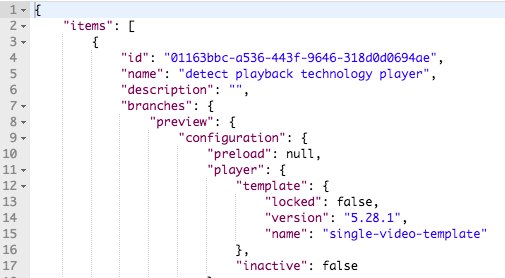 1 {
2 "items": [
3 {
4 "id": "01163bbc-a536-443f-9646-318d0d0694ae",
5 "name": "detect playback technology player",
6 "description": "",
7 "branches": {
8 "preview": {
9 "configuration": {
10 "preload": null,
11 "player": {
12 "template": {
13 "locked": false,
14 "version": "5.28.1",
15 "name": "single-video-template"
16 },
17 "inactive": false